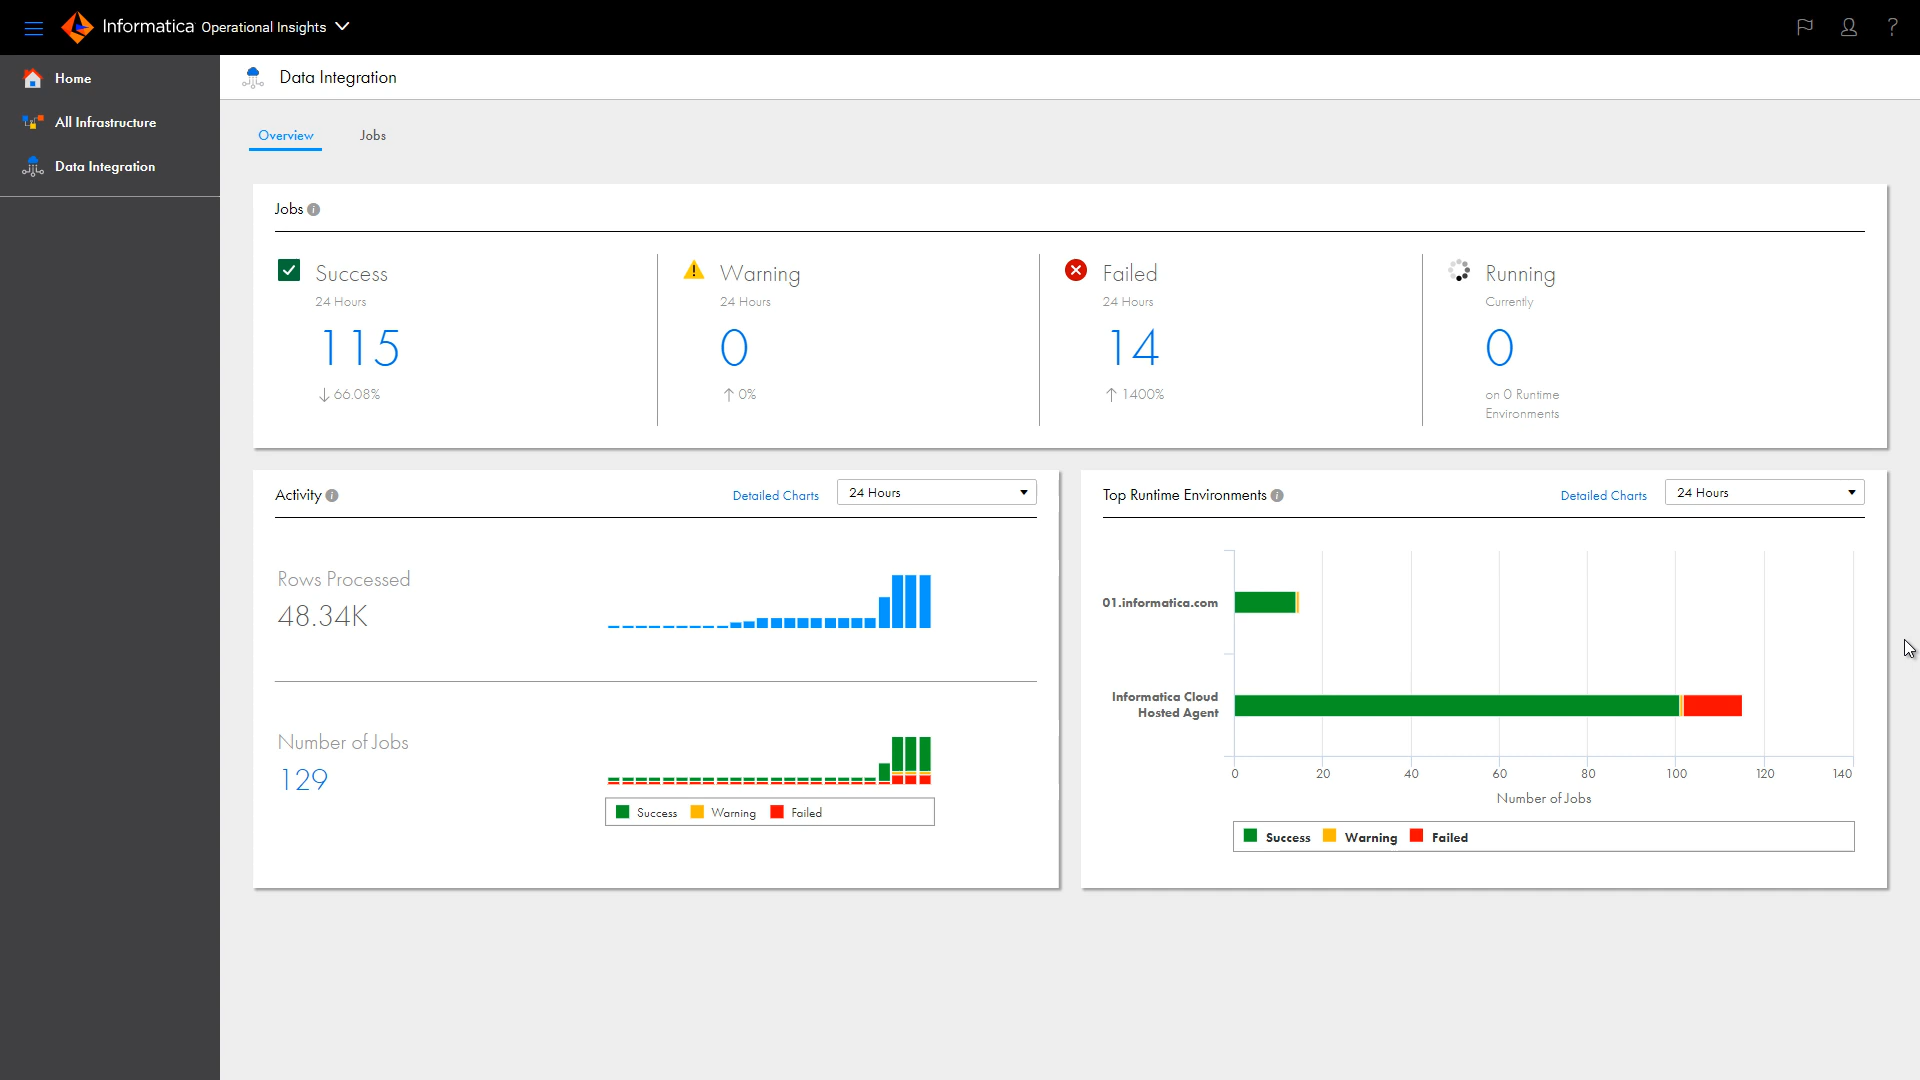 Informatica Operational Insights
?
Home
All Infrastructure
Data Integration
Data Integration
Overview
Jobs
Jobs
Success
24 Hours
115
↓ 66.08%
Warning
24 Hours
0
↑ 0%
Failed
24 Hours
14
↑ 1400%
Running
Currently
0
on 0 Runtime
Environments
Activity
Detailed Charts
24 Hours
Rows Processed
48.34K
Number of Jobs
129
Success Warning Failed
Top Runtime Environments
Detailed Charts
24 Hours
01.informatica.com
Informatica Cloud
Hosted Agent
0 20 40 60 80 100 120 140
Number of Jobs
Success Warning Failed